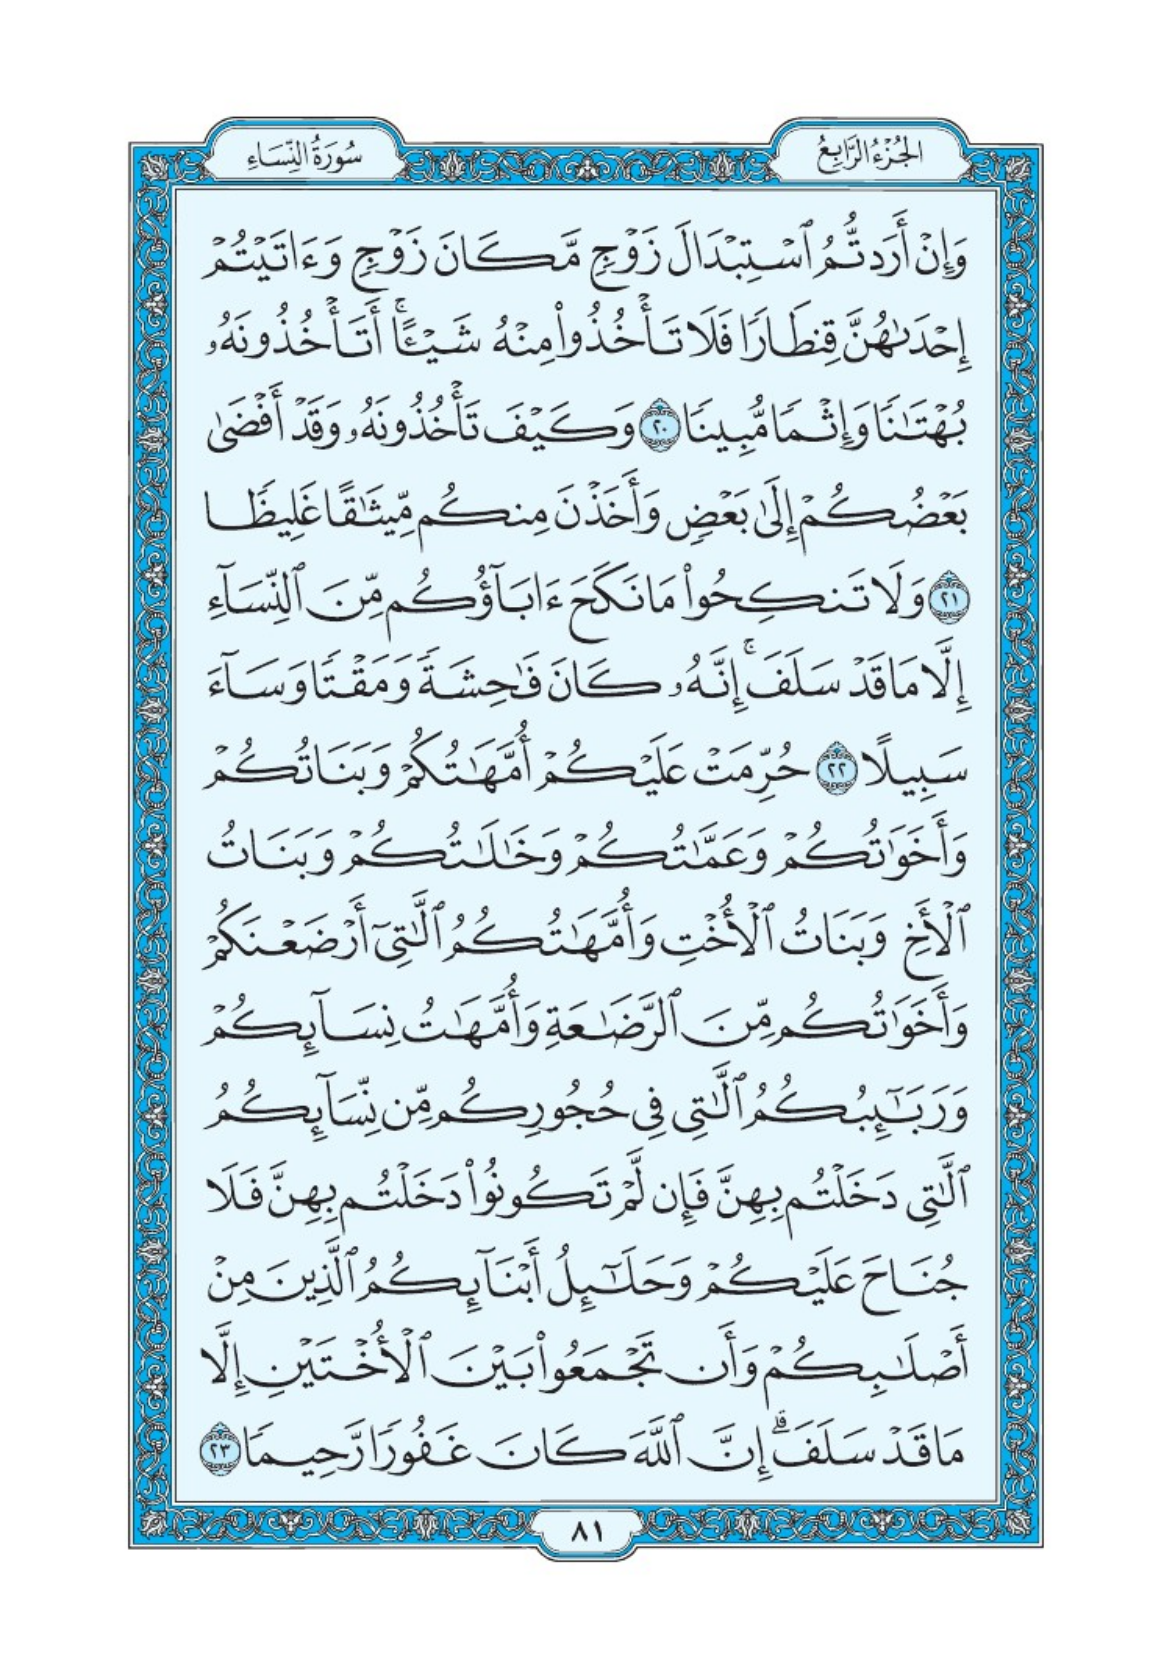 الجُزْءُ الرَّابِعُ
سُورَةُ النِّسَاءِ
وَإِنْ أَرَدتُّمُ ٱسْتِبْدَالَ زَوْجٍ مَّكَانَ زَوْجٍ وَءَاتَيْتُمْ
إِحْدَىٰهُنَّ قِنطَارًا فَلَا تَأْخُذُوا۟ مِنْهُ شَيْـًٔا ۚ أَتَأْخُذُونَهُۥ
بُهْتَـٰنًا وَإِثْمًا مُّبِينًا ٢٠ وَكَيْفَ تَأْخُذُونَهُۥ وَقَدْ أَفْضَىٰ
بَعْضُكُمْ إِلَىٰ بَعْضٍ وَأَخَذْنَ مِنكُم مِّيثَـٰقًا غَلِيظًا
٢١ وَلَا تَنكِحُوا۟ مَا نَكَحَ ءَابَآؤُكُم مِّنَ ٱلنِّسَآءِ
إِلَّا مَا قَدْ سَلَفَ ۚ إِنَّهُۥ كَانَ فَـٰحِشَةً وَمَقْتًا وَسَآءَ
سَبِيلًا ٢٢ حُرِّمَتْ عَلَيْكُمْ أُمَّهَـٰتُكُمْ وَبَنَاتُكُمْ
وَأَخَوَٰتُكُمْ وَعَمَّـٰتُكُمْ وَخَـٰلَـٰتُكُمْ وَبَنَاتُ
ٱلْأَخِ وَبَنَاتُ ٱلْأُخْتِ وَأُمَّهَـٰتُكُمُ ٱلَّـٰتِىٓ أَرْضَعْنَكُمْ
وَأَخَوَٰتُكُم مِّنَ ٱلرَّضَـٰعَةِ وَأُمَّهَـٰتُ نِسَآئِكُمْ
وَرَبَـٰٓئِبُكُمُ ٱلَّـٰتِى فِى حُجُورِكُم مِّن نِّسَآئِكُمُ
ٱلَّـٰتِى دَخَلْتُم بِهِنَّ فَإِن لَّمْ تَكُونُوا۟ دَخَلْتُم بِهِنَّ فَلَا
جُنَاحَ عَلَيْكُمْ وَحَلَـٰٓئِلُ أَبْنَآئِكُمُ ٱلَّذِينَ مِنْ
أَصْلَـٰبِكُمْ وَأَن تَجْمَعُوا۟ بَيْنَ ٱلْأُخْتَيْنِ إِلَّا
مَا قَدْ سَلَفَ ۗ إِنَّ ٱللَّهَ كَانَ غَفُورًا رَّحِيمًا ٢٣
٨١